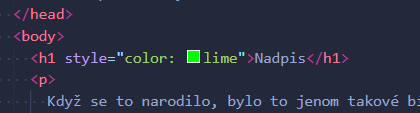 </head>
<body>
<h1 style="color: lime">Nadpis</h1>
<p>
Když se to narodilo, bylo to jenom takové